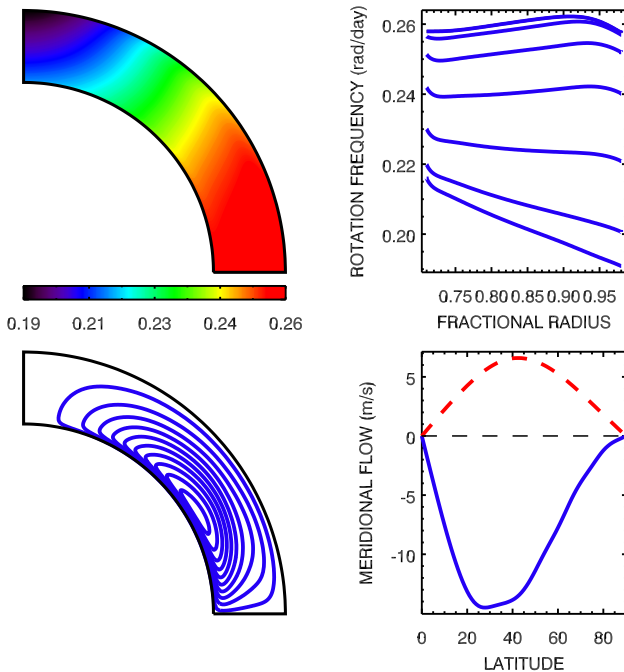 0.26
0.24
0.22
0.20
ROTATION FREQUENCY (rad/day)
0.75 0.80 0.85 0.90 0.95
FRACTIONAL RADIUS
0.19 0.21 0.23 0.24 0.26
5
0
-5
-10
MERIDIONAL FLOW (m/s)
0 20 40 60 80
LATITUDE